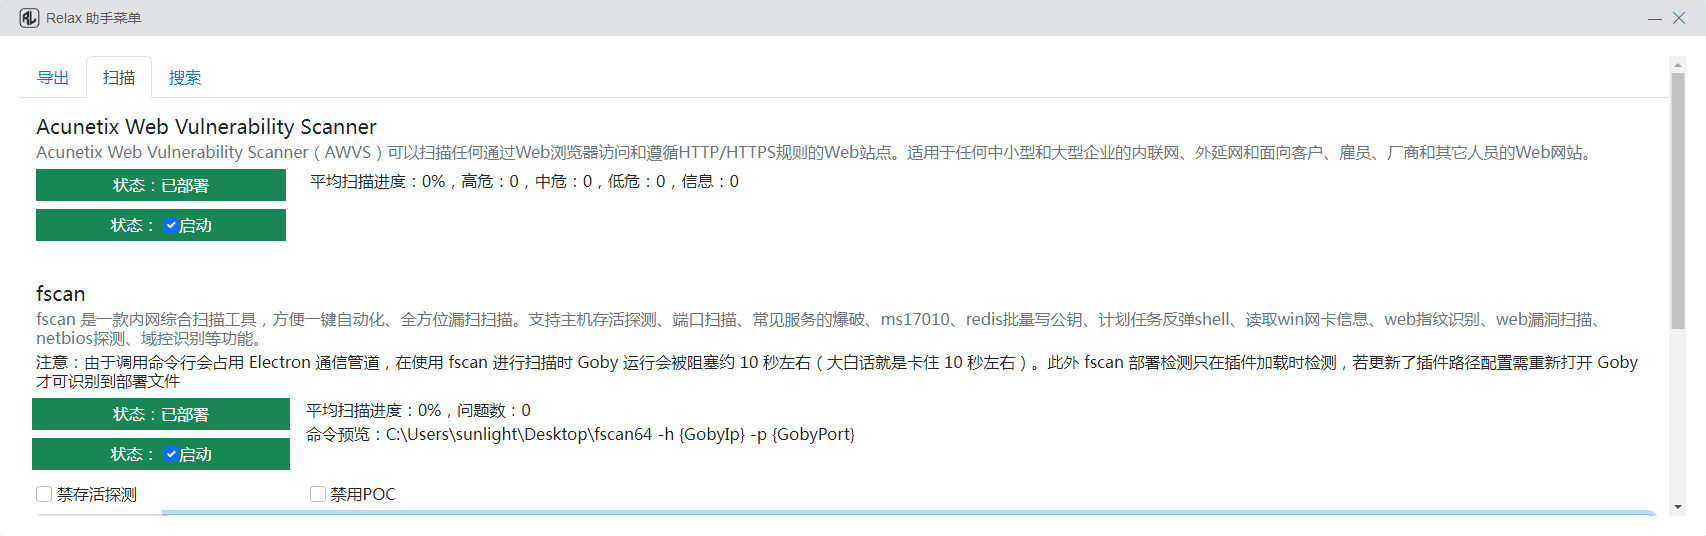 RL Relax 助手菜单
导出 扫描 搜索
Acunetix Web Vulnerability Scanner
Acunetix Web Vulnerability Scanner（AWVS）可以扫描任何通过Web浏览器访问和遵循HTTP/HTTPS规则的Web站点。适用于任何中小型和大型企业的内联网、外延网和面向客户、雇员、厂商和其它人员的Web网站。
状态：已部署 平均扫描进度：0%，高危：0，中危：0，低危：0，信息：0
状态： 启动
fscan
fscan 是一款内网综合扫描工具，方便一键自动化、全方位漏扫扫描。支持主机存活探测、端口扫描、常见服务的爆破、ms17010、redis批量写公钥、计划任务反弹shell、读取win网卡信息、web指纹识别、web漏洞扫描、
netbios探测、域控识别等功能。
注意：由于调用命令行会占用 Electron 通信管道，在使用 fscan 进行扫描时 Goby 运行会被阻塞约 10 秒左右（大白话就是卡住 10 秒左右）。此外 fscan 部署检测只在插件加载时检测，若更新了插件路径配置需重新打开 Goby
才可识别到部署文件
状态：已部署 平均扫描进度：0%，问题数：0
命令预览：C:\Users\sunlight\Desktop\fscan64 -h {GobyIp} -p {GobyPort}
状态： 启动
禁存活探测 禁用POC